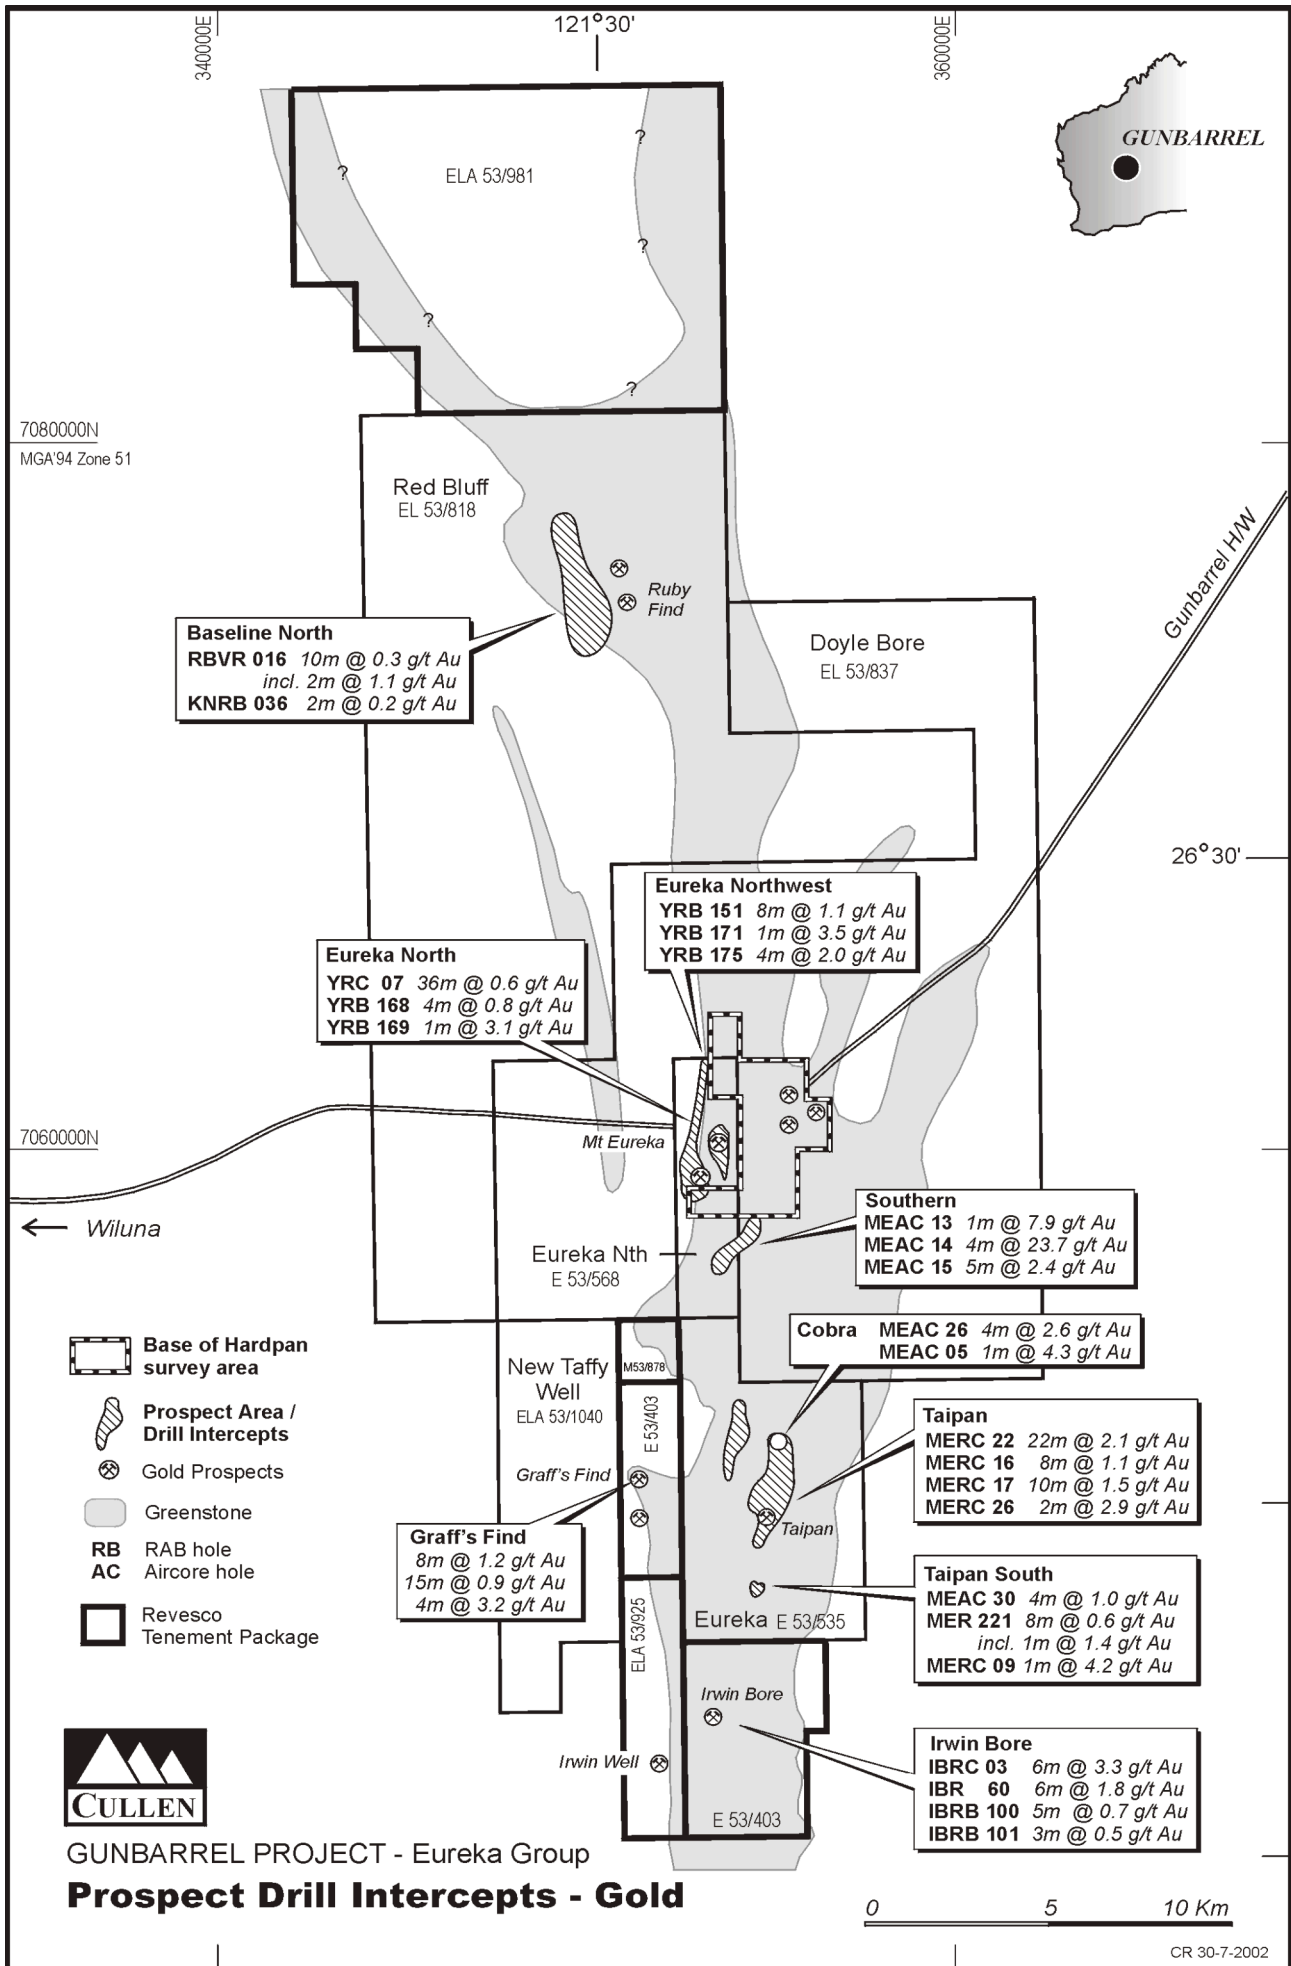 340000E
121°30'
360000E
GUNBARREL
ELA 53/981
?
?
?
?
?
7080000N
MGA'94 Zone 51
Red Bluff
EL 53/818
Gunbarrel H/W
Ruby
Find
Baseline North
RBVR 016 10m @ 0.3 g/t Au
incl. 2m @ 1.1 g/t Au
KNRB 036 2m @ 0.2 g/t Au
Doyle Bore
EL 53/837
26°30'
Eureka Northwest
YRB 151 8m @ 1.1 g/t Au
YRB 171 1m @ 3.5 g/t Au
YRB 175 4m @ 2.0 g/t Au
Eureka North
YRC 07 36m @ 0.6 g/t Au
YRB 168 4m @ 0.8 g/t Au
YRB 169 1m @ 3.1 g/t Au
7060000N
Mt Eureka
Wiluna
Southern
MEAC 13 1m @ 7.9 g/t Au
MEAC 14 4m @ 23.7 g/t Au
MEAC 15 5m @ 2.4 g/t Au
Eureka Nth
E 53/568
Cobra MEAC 26 4m @ 2.6 g/t Au
MEAC 05 1m @ 4.3 g/t Au
Base of Hardpan
survey area
Prospect Area /
Drill Intercepts
Gold Prospects
Greenstone
RB RAB hole
AC Aircore hole
Revesco
Tenement Package
New Taffy
Well
ELA 53/1040
M53/878
E 53/403
Graff's Find
Taipan
MERC 22 22m @ 2.1 g/t Au
MERC 16 8m @ 1.1 g/t Au
MERC 17 10m @ 1.5 g/t Au
MERC 26 2m @ 2.9 g/t Au
Taipan
Graff's Find
8m @ 1.2 g/t Au
15m @ 0.9 g/t Au
4m @ 3.2 g/t Au
Taipan South
MEAC 30 4m @ 1.0 g/t Au
MER 221 8m @ 0.6 g/t Au
incl. 1m @ 1.4 g/t Au
MERC 09 1m @ 4.2 g/t Au
Eureka E 53/535
ELA 53/925
Irwin Bore
Irwin Well
E 53/403
Irwin Bore
IBRC 03 6m @ 3.3 g/t Au
IBR 60 6m @ 1.8 g/t Au
IBRB 100 5m @ 0.7 g/t Au
IBRB 101 3m @ 0.5 g/t Au
CULLEN
GUNBARREL PROJECT - Eureka Group
Prospect Drill Intercepts - Gold
0 5 10 Km
CR 30-7-2002